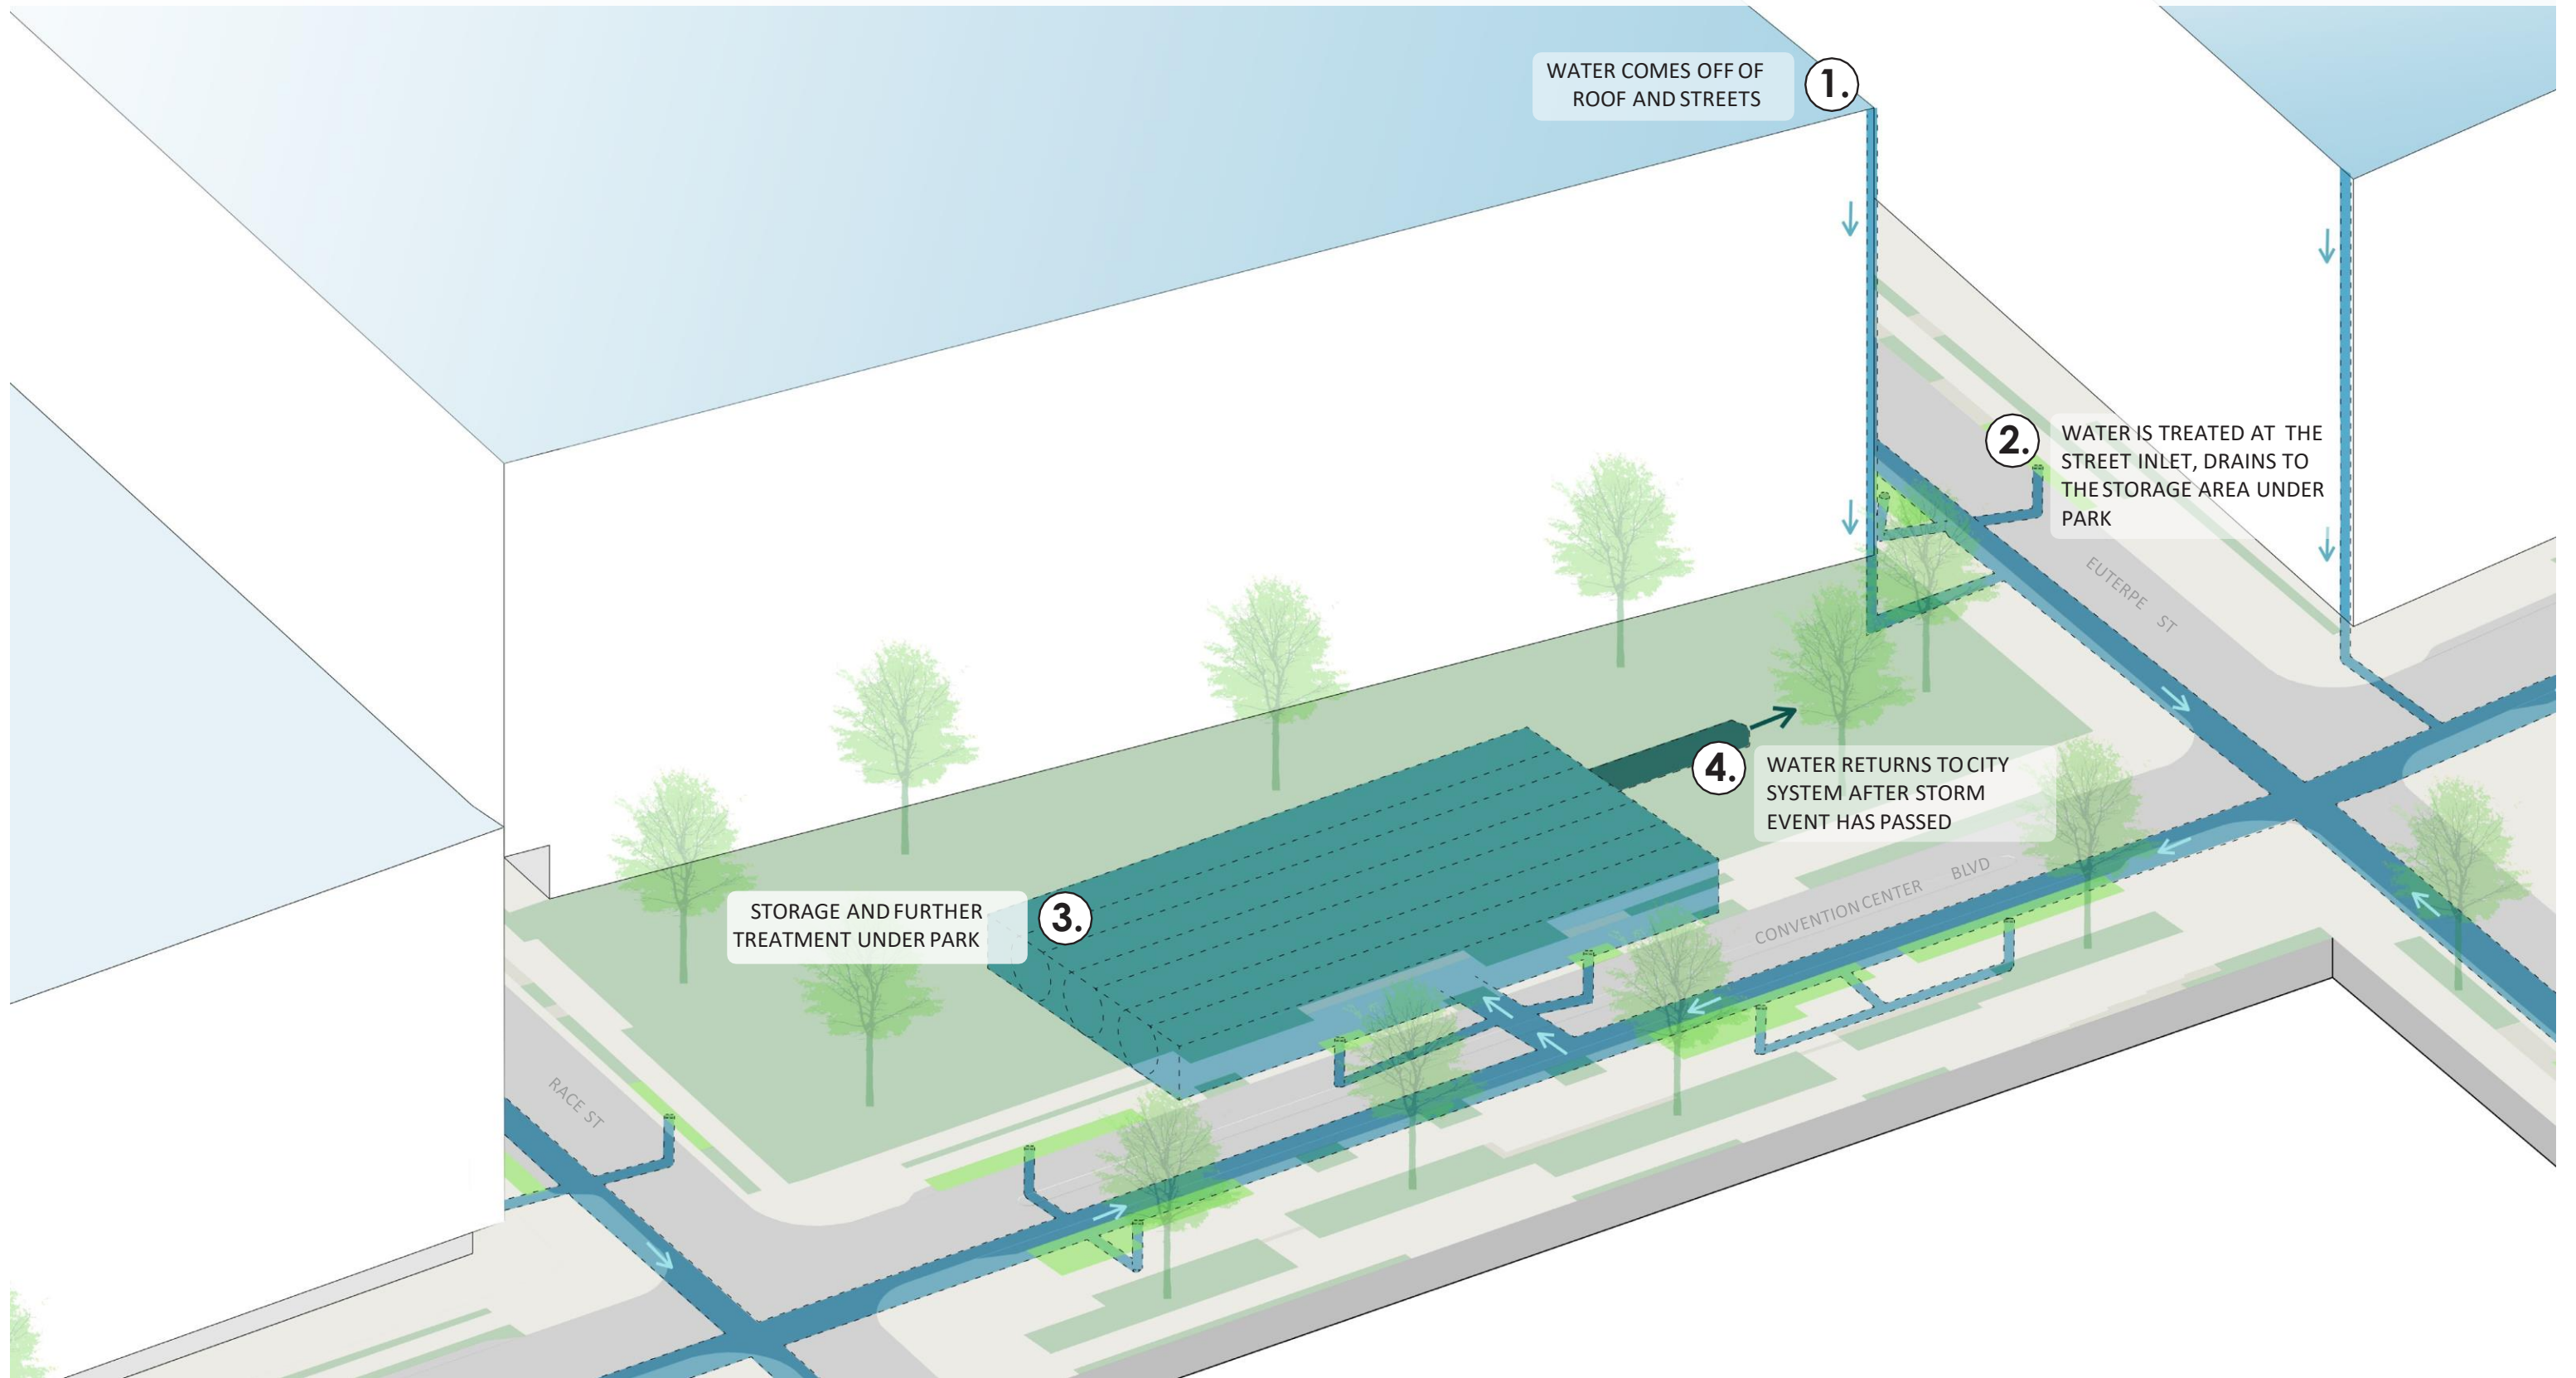 WATER COMES OFF OF
ROOF AND STREETS
1.
2.
WATER IS TREATED AT THE
STREET INLET, DRAINS TO
THE STORAGE AREA UNDER
PARK
EUTERPE ST
4.
WATER RETURNS TO CITY
SYSTEM AFTER STORM
EVENT HAS PASSED
CONVENTION CENTER BLVD
STORAGE AND FURTHER
TREATMENT UNDER PARK
3.
RACE ST